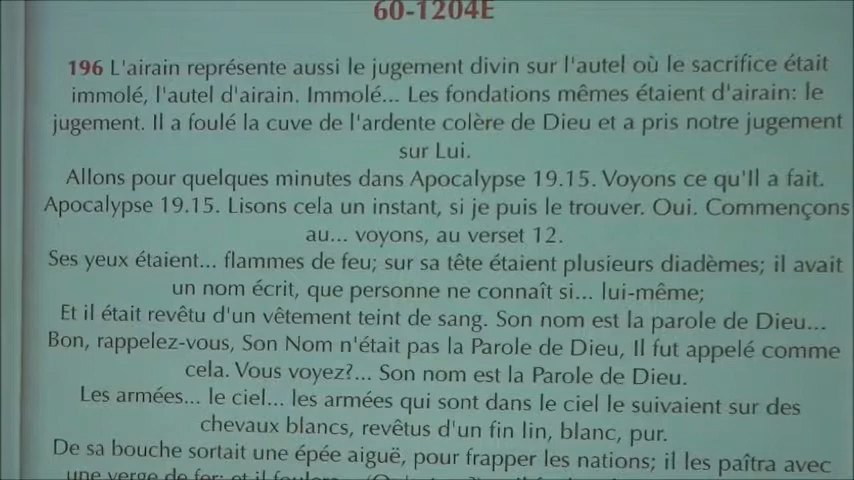 60-1204E
196 L'airain représente aussi le jugement divin sur l'autel où le sacrifice était
immolé, l'autel d'airain. Immolé... Les fondations mêmes étaient d'airain: le
jugement. Il a foulé la cuve de l'ardente colère de Dieu et a pris notre jugement
sur Lui.
Allons pour quelques minutes dans Apocalypse 19.15. Voyons ce qu'Il a fait.
Apocalypse 19.15. Lisons cela un instant, si je puis le trouver. Oui. Commençons
au... voyons, au verset 12.
Ses yeux étaient... flammes de feu; sur sa tête étaient plusieurs diadèmes; il avait
un nom écrit, que personne ne connaît si... lui-même;
Et il était revêtu d'un vêtement teint de sang. Son nom est la parole de Dieu...
Bon, rappelez-vous, Son Nom n'était pas la Parole de Dieu, Il fut appelé comme
cela. Vous voyez?... Son nom est la Parole de Dieu.
Les armées... le ciel... les armées qui sont dans le ciel le suivaient sur des
chevaux blancs, revêtus d'un fin lin, blanc, pur.
De sa bouche sortait une épée aiguë, pour frapper les nations; il les paîtra avec
une verge de fer; et il